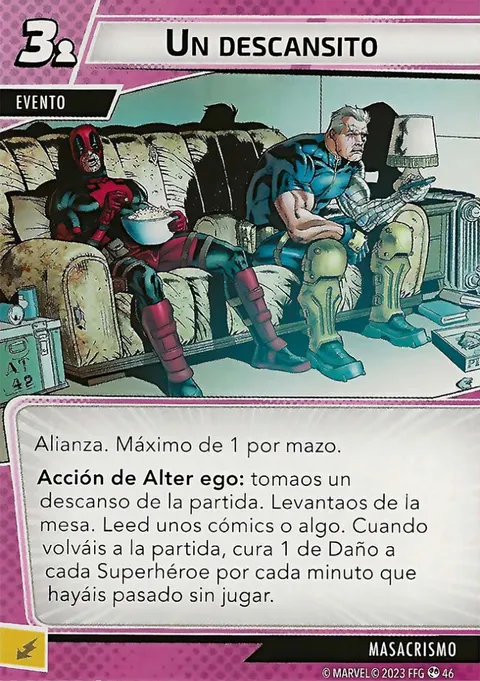 3
UN DESCANSITO
EVENTO
AT
42
Alianza. Máximo de 1 por mazo.
Acción de Alter ego: tomaos un
descanso de la partida. Levantaos de la
mesa. Leed unos cómics o algo. Cuando
volváis a la partida, cura 1 de Daño a
cada Superhéroe por cada minuto que
hayáis pasado sin jugar.
MASACRISMO
© MARVEL © 2023 FFG 46